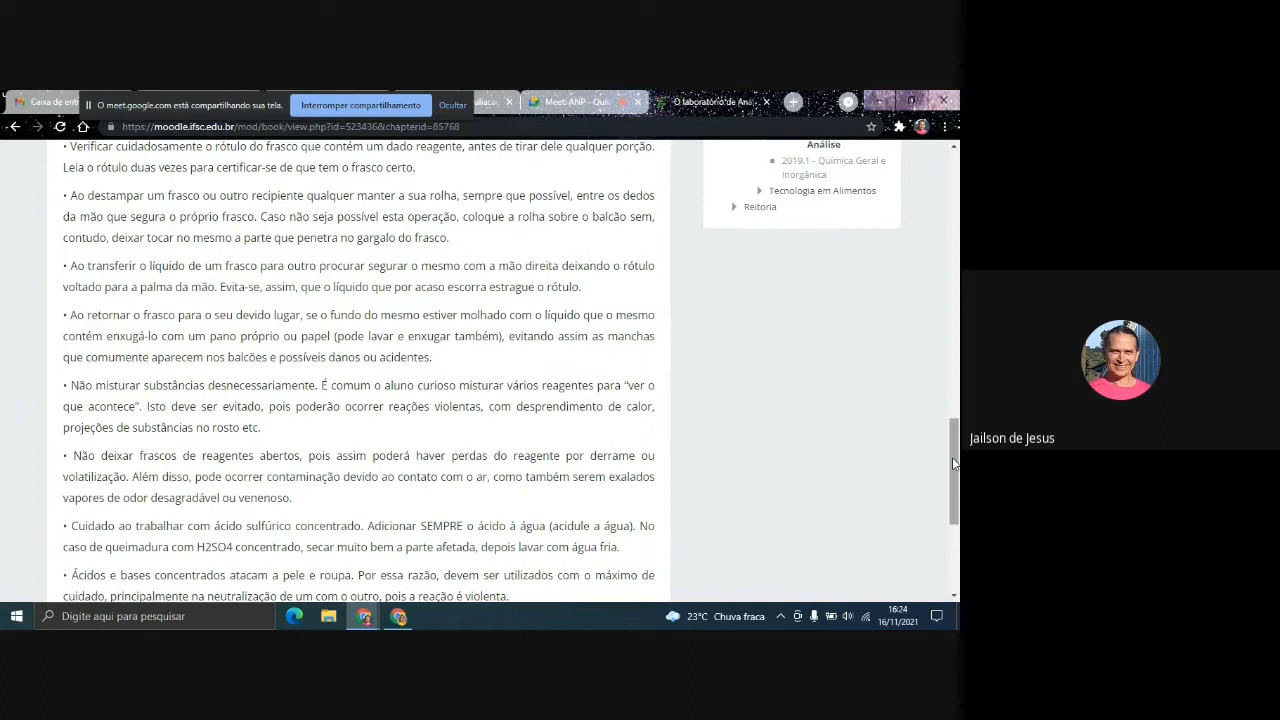 Caixa de ent
O meet.google.com está compartilhando sua tela.
Interromper compartilhamento
Ocultar
Meet: ANP - Quí
O laboratório de Aná
https://moodle.ifsc.edu.br/mod/book/view.php?id=523436&chapterid=85768
• Verificar cuidadosamente o rótulo do frasco que contém um dado reagente, antes de tirar dele qualquer porção.
Leia o rótulo duas vezes para certificar-se de que tem o frasco certo.
• Ao destampar um frasco ou outro recipiente qualquer manter a sua rolha, sempre que possível, entre os dedos
da mão que segura o próprio frasco. Caso não seja possível esta operação, coloque a rolha sobre o balcão sem,
contudo, deixar tocar no mesmo a parte que penetra no gargalo do frasco.
• Ao transferir o líquido de um frasco para outro procurar segurar o mesmo com a mão direita deixando o rótulo
voltado para a palma da mão. Evita-se, assim, que o líquido que por acaso escorra estrague o rótulo.
• Ao retornar o frasco para o seu devido lugar, se o fundo do mesmo estiver molhado com o líquido que o mesmo
contém enxugá-lo com um pano próprio ou papel (pode lavar e enxugar também), evitando assim as manchas
que comumente aparecem nos balcões e possíveis danos ou acidentes.
• Não misturar substâncias desnecessariamente. É comum o aluno curioso misturar vários reagentes para “ver o
que acontece”. Isto deve ser evitado, pois poderão ocorrer reações violentas, com desprendimento de calor,
projeções de substâncias no rosto etc.
• Não deixar frascos de reagentes abertos, pois assim poderá haver perdas do reagente por derrame ou
volatilização. Além disso, pode ocorrer contaminação devido ao contato com o ar, como também serem exalados
vapores de odor desagradável ou venenoso.
• Cuidado ao trabalhar com ácido sulfúrico concentrado. Adicionar SEMPRE o ácido à água (acidule a água). No
caso de queimadura com H2SO4 concentrado, secar muito bem a parte afetada, depois lavar com água fria.
• Ácidos e bases concentrados atacam a pele e roupa. Por essa razão, devem ser utilizados com o máximo de
cuidado, principalmente na neutralização de um com o outro, pois a reação é violenta.
Análise
2019.1 - Química Geral e
Inorgânica
Tecnologia em Alimentos
Reitoria
Jailson de Jesus
Digite aqui para pesquisar
23°C Chuva fraca
16:24
16/11/2021